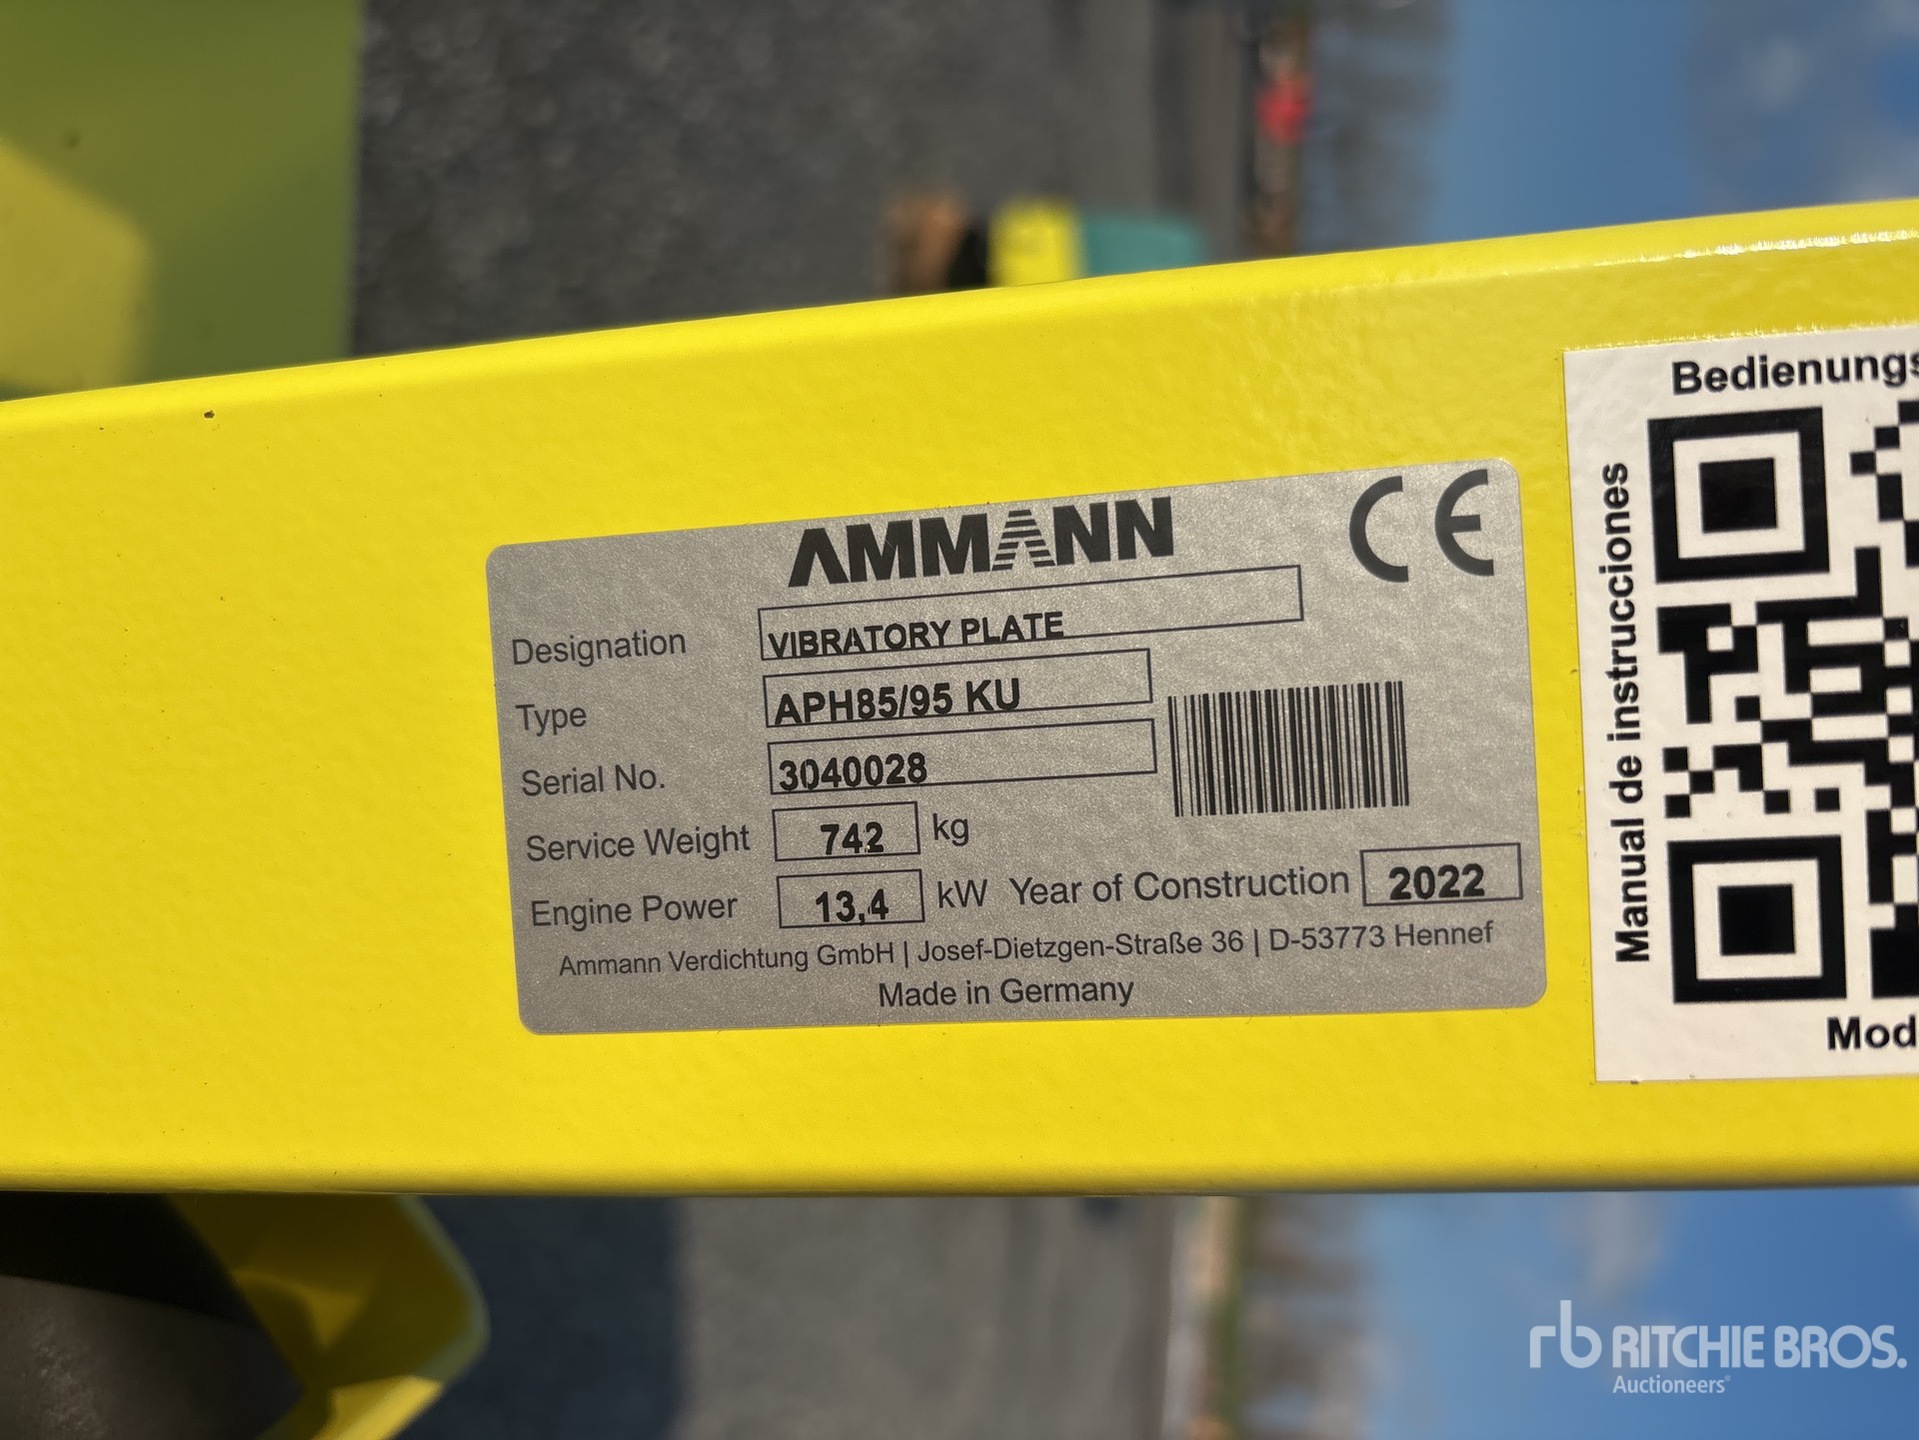 AMMANN CE
Designation VIBRATORY PLATE
Type APH85/95 KU
Serial No. 3040028
Service Weight 742 kg
Engine Power 13,4 kW Year of Construction 2022
Ammann Verdichtung GmbH | Josef-Dietzgen-Straße 36 | D-53773 Hennef
Made in Germany
Bedienungs
Manual de instrucciones
Mod
rb RITCHIE BROS.
Auctioneers